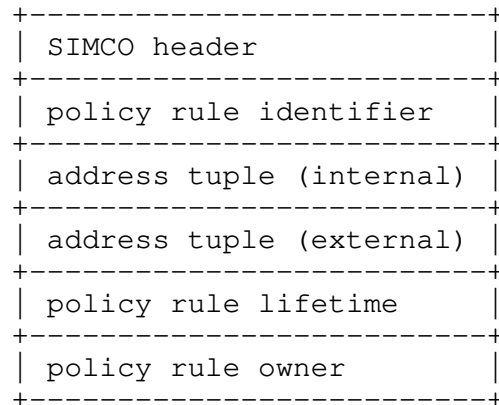 SIMCO header
policy rule identifier
address tuple (internal)
address tuple (external)
policy rule lifetime
policy rule owner